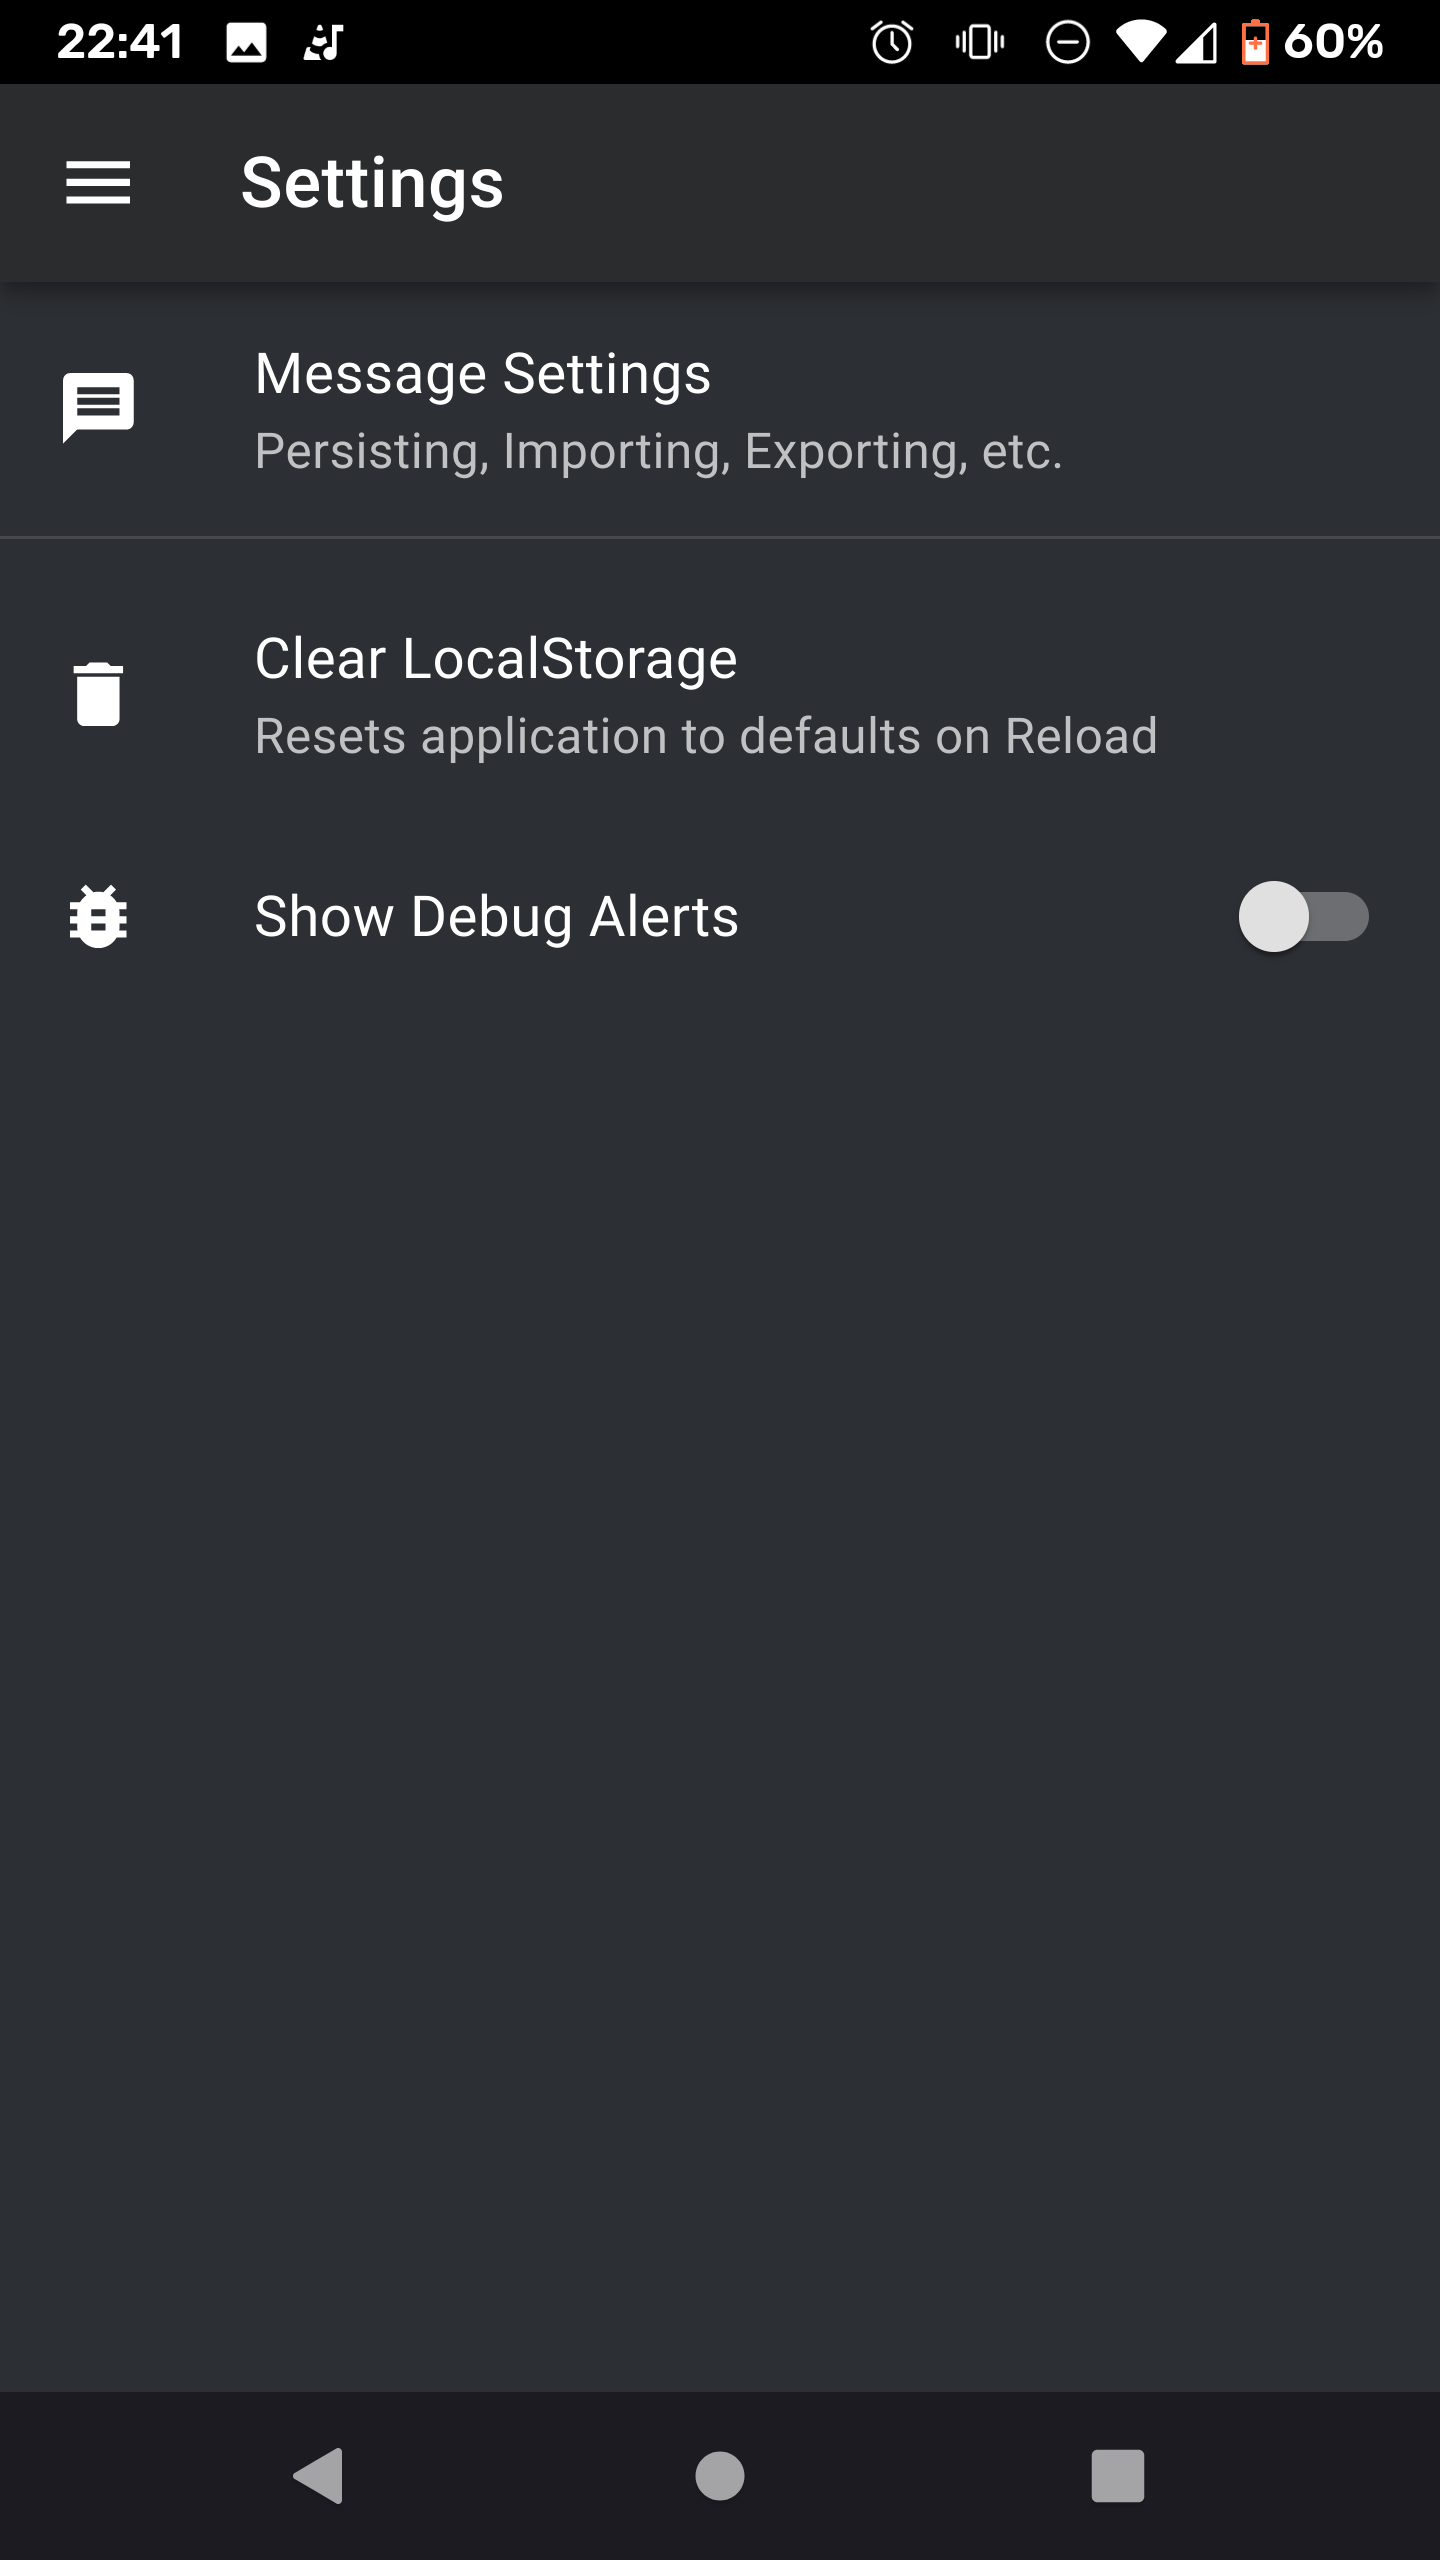 22:41 60%
Settings
Message Settings
Persisting, Importing, Exporting, etc.
Clear LocalStorage
Resets application to defaults on Reload
Show Debug Alerts